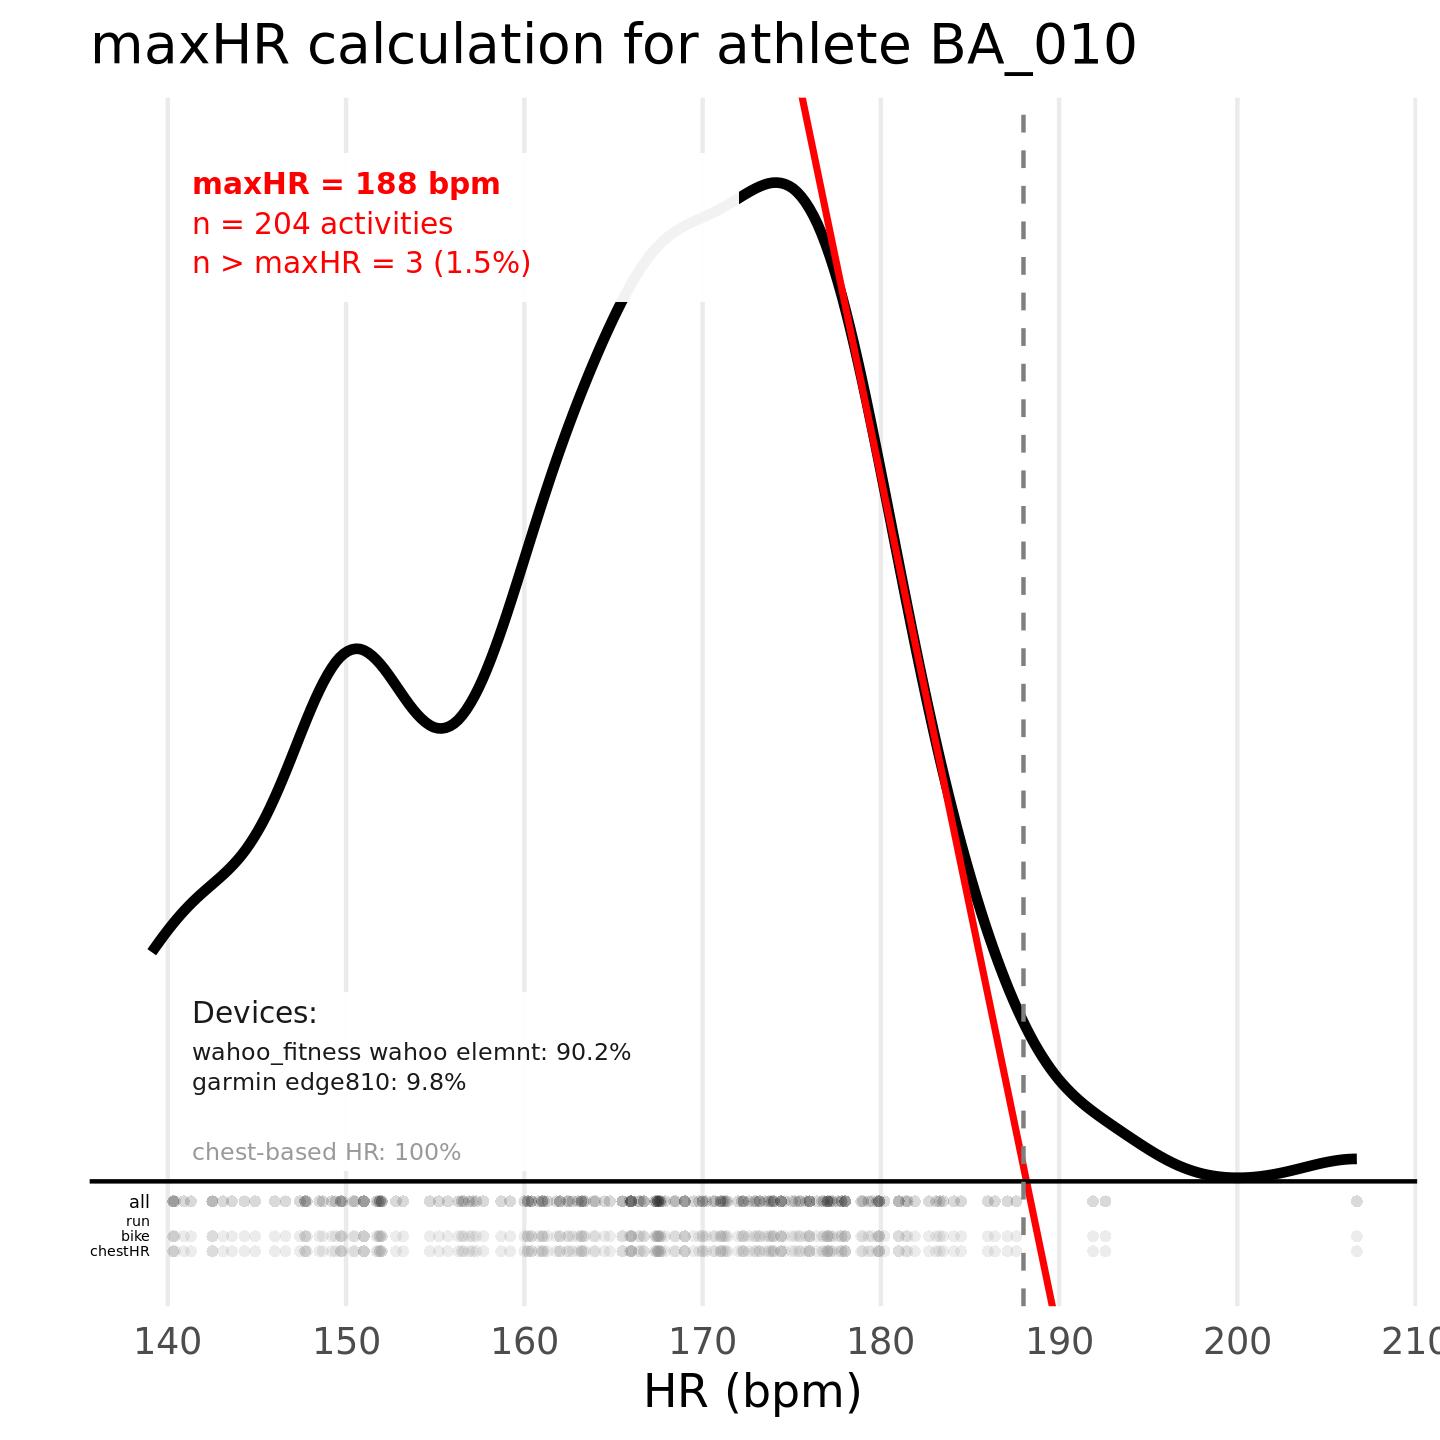 maxHR calculation for athlete BA_010
maxHR = 188 bpm
n = 204 activities
n > maxHR = 3 (1.5%)
Devices:
wahoo_fitness wahoo elemnt: 90.2%
garmin edge810: 9.8%
chest-based HR: 100%
all
run
bike
chestHR
140 150 160 170 180 190 200 210
HR (bpm)